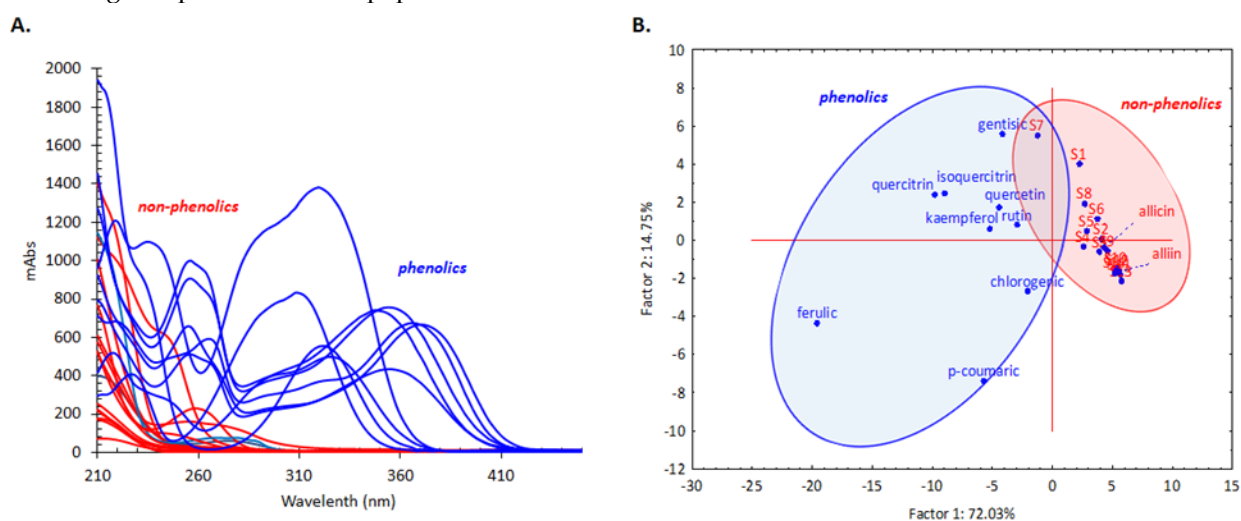 A.
mAbs
2000
1800
1600
1400
1200
1000
800
600
400
200
0
210
260
310
360
410
Wavelenth (nm)
non-phenolics
phenolics
B.
Factor 2: 14.75%
10
8
6
4
2
0
-2
-4
-6
-8
-10
-12
-30
-25
-20
-15
-10
-5
0
5
10
15
Factor 1: 72.03%
phenolics
non-phenolics
gentisic
S7
S1
quercitrin
isoquercitrin
quercetin
S8
S6
allicin
kaempferol
rutin
S5
S2
S4
alliin
chlorogenic
ferulic
p-coumaric